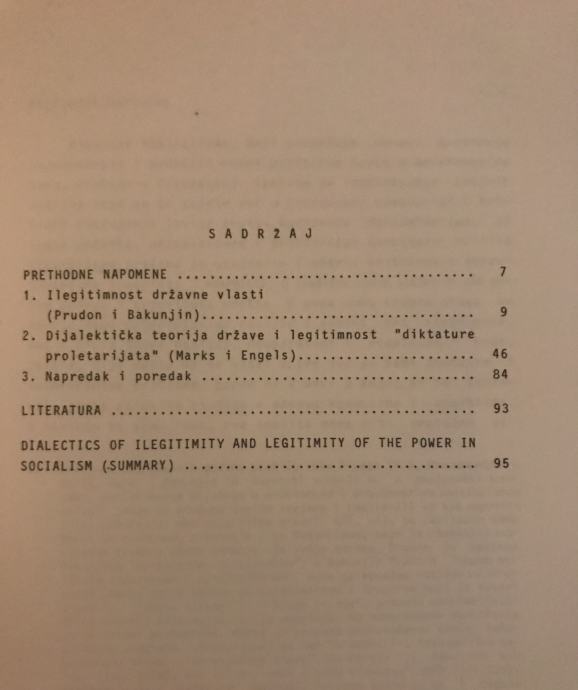 S A D R Ž A J
PRETHODNE NAPOMENE ..................................... 7
1. Ilegitimnost državne vlasti
(Prudon i Bakunjin).................................. 9
2. Dijalektička teorija države i legitimnost "diktature
proletarijata" (Marks i Engels)...................... 46
3. Napredak i poredak .................................. 84
LITERATURA ............................................. 93
DIALECTICS OF ILEGITIMITY AND LEGITIMITY OF THE POWER IN
SOCIALISM (SUMMARY) .................................... 95